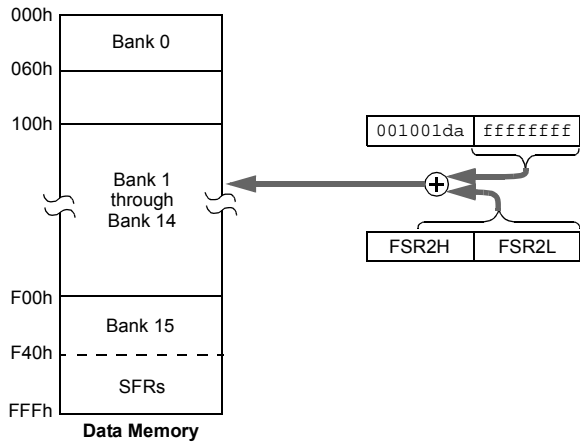 000h
Bank 0
060h
100h
001001da ffffffff
Bank 1
through
Bank 14
FSR2H FSR2L
F00h
Bank 15
F40h
SFRs
FFFh
Data Memory